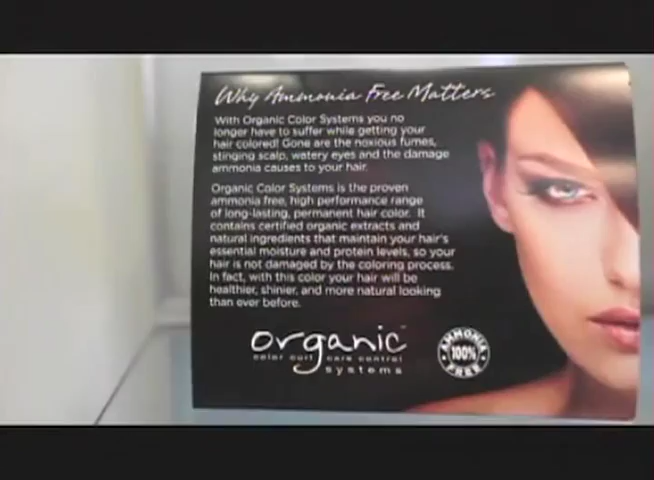 Why Ammonia Free Matters
With Organic Color Systems you no
longer have to suffer while getting your
hair colored! Gone are the noxious fumes,
stinging scalp, watery eyes and the damage
ammonia causes to your hair.
Organic Color Systems is the proven
ammonia free, high performance range
of long-lasting, permanent hair color. It
contains certified organic extracts and
natural ingredients that maintain your hair's
essential moisture and protein levels, so your
hair is not damaged by the coloring process.
In fact, with this color your hair will be
healthier, shinier, and more natural looking
than ever before.
organic
color curl care control
systems
AMMONIA
100%
FREE